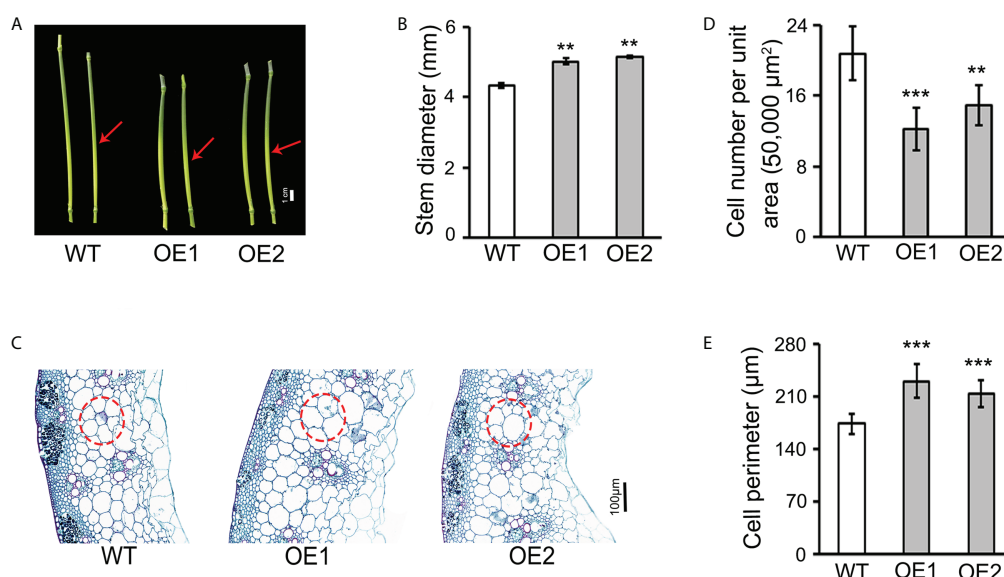 A
1 cm
WT OE1 OE2
B
Stem diameter (mm)
6
4
2
0
** **
WT OE1 OE2
D
Cell number per unit
area (50,000 μm²)
24
16
8
0
*** **
WT OE1 OE2
C
WT OE1 OE2
100μm
E
Cell perimeter (μm)
280
210
140
70
0
*** ***
WT OE1 OE2